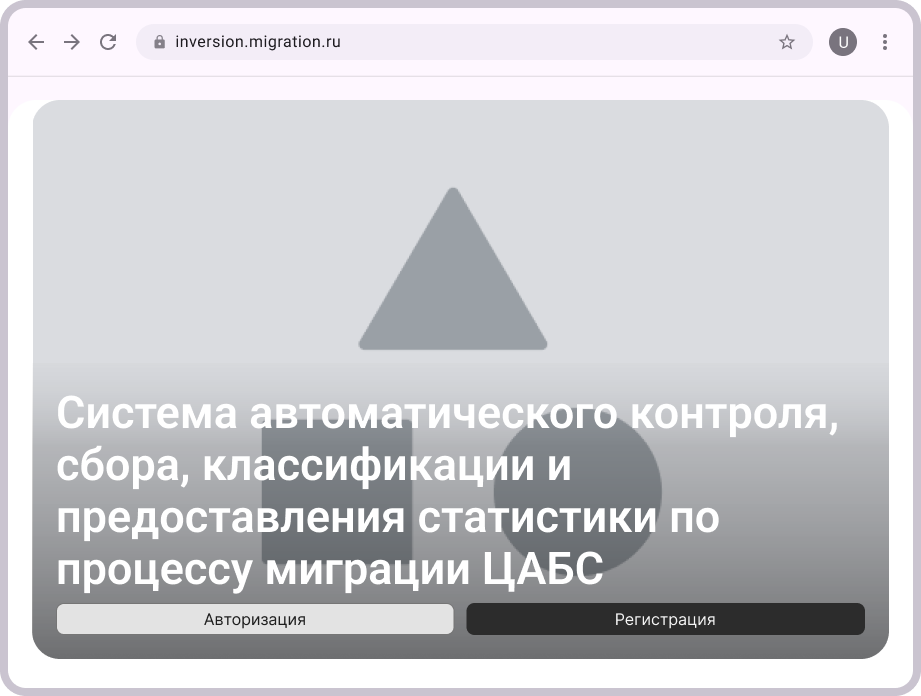 inversion.migration.ru
U
Система автоматического контроля,
сбора, классификации и
предоставления статистики по
процессу миграции ЦАБС
Авторизация
Регистрация